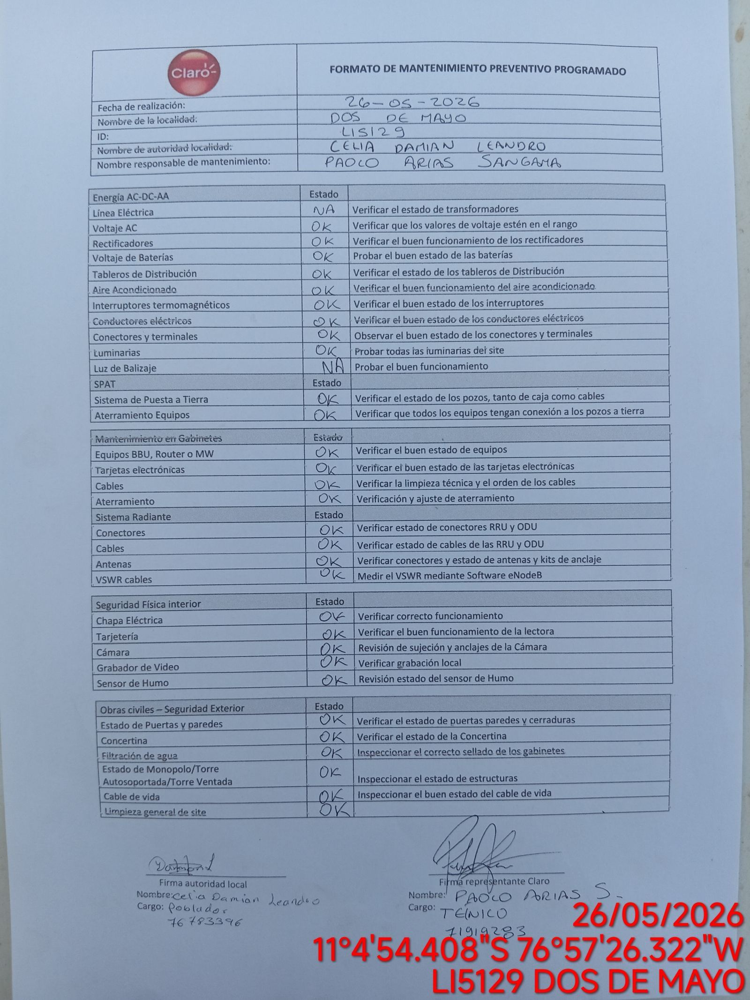 Claro
FORMATO DE MANTENIMIENTO PREVENTIVO PROGRAMADO
Fecha de realización: 26-05-2026
Nombre de la localidad: DOS DE MAYO
ID: LI5129
Nombre de autoridad localidad: CELIA DAMIAN LEANDRO
Nombre responsable de mantenimiento: PAOLO ARIAS SANGAMA
Energía AC-DC-AA Estado
Línea Eléctrica NA Verificar el estado de transformadores
Voltaje AC OK Verificar que los valores de voltaje estén en el rango
Rectificadores OK Verificar el buen funcionamiento de los rectificadores
Voltaje de Baterías OK Probar el buen estado de las baterías
Tableros de Distribución OK Verificar el estado de los tableros de Distribución
Aire Acondicionado OK Verificar el buen funcionamiento del aire acondicionado
Interruptores termomagnéticos OK Verificar el buen estado de los interruptores
Conductores eléctricos OK Verificar el buen estado de los conductores eléctricos
Conectores y terminales OK Observar el buen estado de los conectores y terminales
Luminarias OK Probar todas las luminarias del site
Luz de Balizaje NA Probar el buen funcionamiento
SPAT Estado
Sistema de Puesta a Tierra OK Verificar el estado de los pozos, tanto de caja como cables
Aterramiento Equipos OK Verificar que todos los equipos tengan conexión a los pozos a tierra
Mantenimiento en Gabinetes Estado
Equipos BBU, Router o MW OK Verificar el buen estado de equipos
Tarjetas electrónicas OK Verificar el buen estado de las tarjetas electrónicas
Cables OK Verificar la limpieza técnica y el orden de los cables
Aterramiento OK Verificación y ajuste de aterramiento
Sistema Radiante Estado
Conectores OK Verificar estado de conectores RRU y ODU
Cables OK Verificar estado de cables de las RRU y ODU
Antenas OK Verificar conectores y estado de antenas y kits de anclaje
VSWR cables OK Medir el VSWR mediante Software eNodeB
Seguridad Física interior Estado
Chapa Eléctrica OK Verificar correcto funcionamiento
Tarjetería OK Verificar el buen funcionamiento de la lectora
Cámara OK Revisión de sujeción y anclajes de la Cámara
Grabador de Video OK Verificar grabación local
Sensor de Humo OK Revisión estado del sensor de Humo
Obras civiles – Seguridad Exterior Estado
Estado de Puertas y paredes OK Verificar el estado de puertas paredes y cerraduras
Concertina OK Verificar el estado de la Concertina
Filtración de agua OK Inspeccionar el correcto sellado de los gabinetes
Estado de Monopolo/Torre
Autosoportada/Torre Ventada OK Inspeccionar el estado de estructuras
Cable de vida OK Inspeccionar el buen estado del cable de vida
Limpieza general de site OK
Firma autoridad local Firma representante Claro
Nombre: Celia Damian Leandro Nombre: PAOLO ARIAS S.
Cargo: Poblador Cargo: TECNICO
76783396 71919283
26/05/2026
11°4'54.408"S 76°57'26.322"W
LI5129 DOS DE MAYO